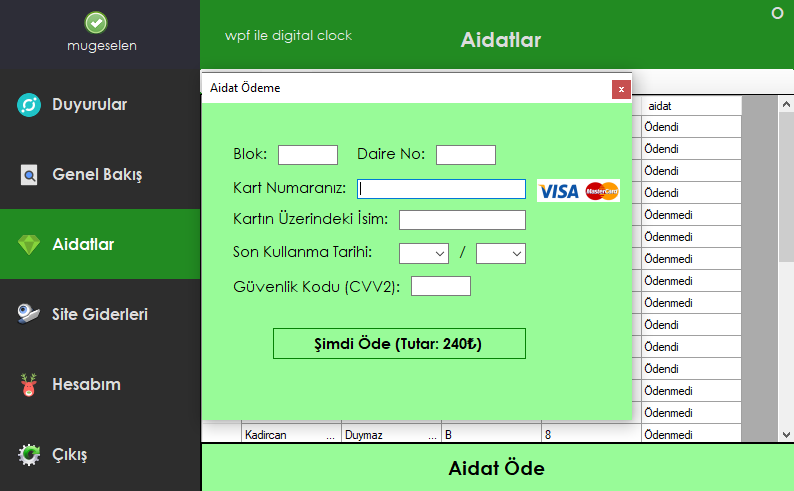 mugeselen
wpf ile digital clock
Aidatlar
Duyurular
Genel Bakış
Aidatlar
Site Giderleri
Hesabım
Çıkış
Aidat Ödeme
x
Blok:
Daire No:
Kart Numaranız:
VISA MasterCard
Kartın Üzerindeki İsim:
Son Kullanma Tarihi:
/
Güvenlik Kodu (CVV2):
Şimdi Öde (Tutar: 240₺)
aidat
Ödendi
Ödendi
Ödendi
Ödendi
Ödenmedi
Ödenmedi
Ödenmedi
Ödenmedi
Ödenmedi
Ödendi
Ödendi
Ödendi
Ödenmedi
Ödenmedi
Kadircan ... Duymaz ... B 8 Ödenmedi
Aidat Öde